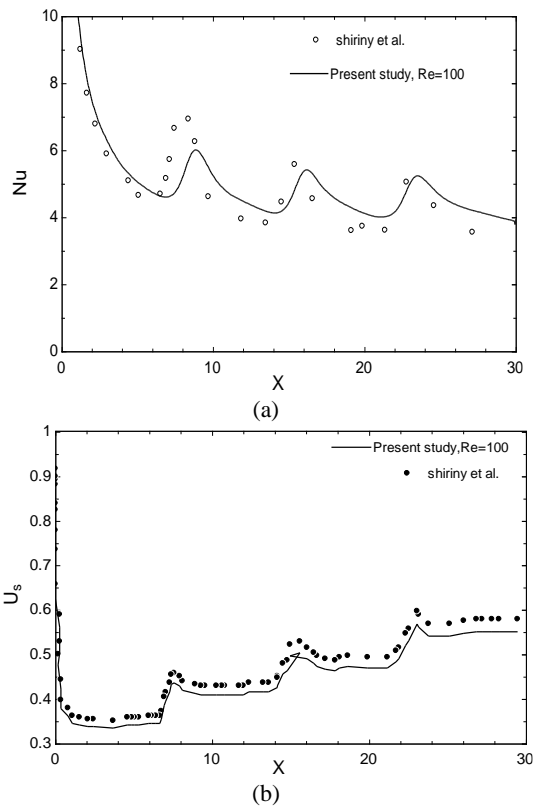 10
8
6
4
2
0
Nu
shiriny et al.
Present study, Re=100
0
10
20
30
X
(a)
1
0.9
0.8
0.7
0.6
0.5
0.4
0.3
Us
Present study,Re=100
shiriny et al.
0
10
20
30
X
(b)